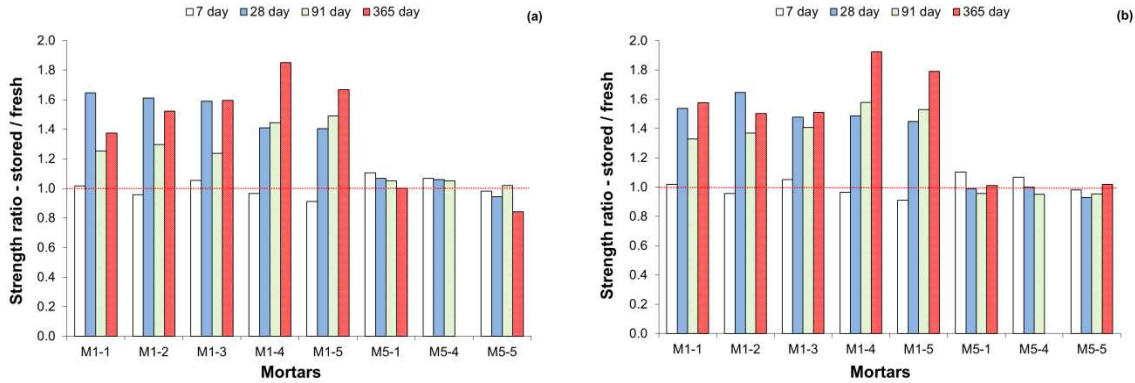 7 day 28 day 91 day 365 day (a)
Strength ratio - stored / fresh
2.0
1.8
1.6
1.4
1.2
1.0
0.8
0.6
0.4
0.2
0.0
M1-1 M1-2 M1-3 M1-4 M1-5 M5-1 M5-4 M5-5
Mortars
7 day 28 day 91 day 365 day (b)
Strength ratio - stored / fresh
2.0
1.8
1.6
1.4
1.2
1.0
0.8
0.6
0.4
0.2
0.0
M1-1 M1-2 M1-3 M1-4 M1-5 M5-1 M5-4 M5-5
Mortars